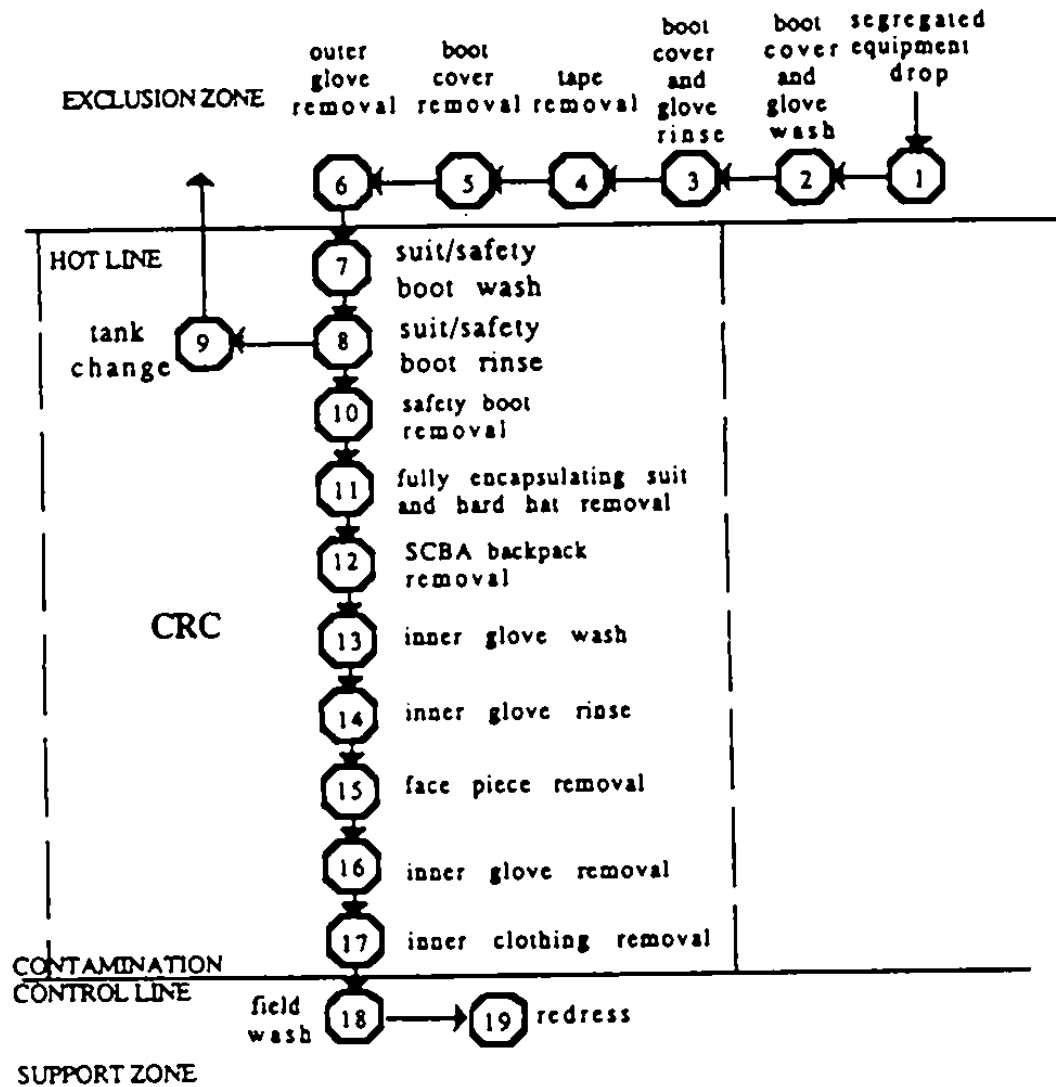 EXCLUSION ZONE
outer
glove
removal
boot
cover
removal
tape
removal
boot
cover
and
glove
rinse
boot
cover
and
glove
wash
segregated
equipment
drop
6
5
4
3
2
1
HOT LINE
7
suit/safety
boot wash
tank
change
9
8
suit/safety
boot rinse
10
safety boot
removal
11
fully encapsulating suit
and hard hat removal
12
SCBA backpack
removal
CRC
13
inner glove wash
14
inner glove rinse
15
face piece removal
16
inner glove removal
17
inner clothing removal
CONTAMINATION
CONTROL LINE
field
wash
18
19
redress
SUPPORT ZONE